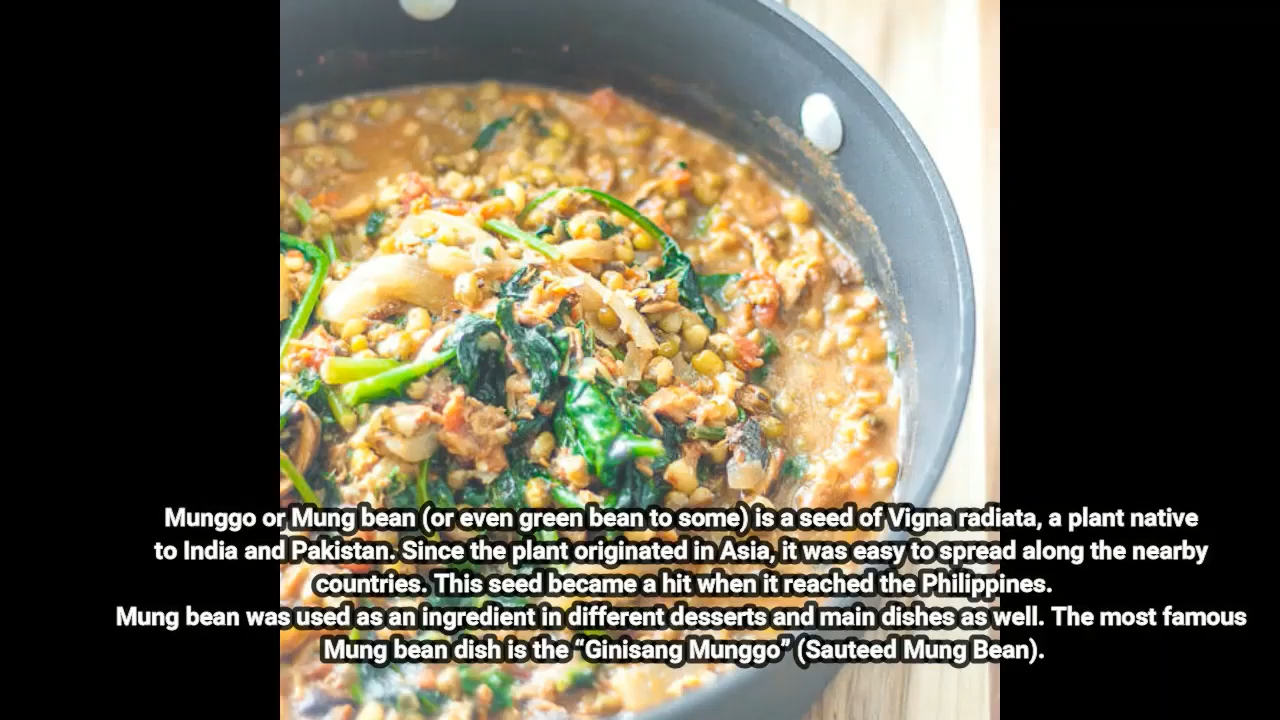 Munggo or Mung bean (or even green bean to some) is a seed of Vigna radiata, a plant native
to India and Pakistan. Since the plant originated in Asia, it was easy to spread along the nearby
countries. This seed became a hit when it reached the Philippines.
Mung bean was used as an ingredient in different desserts and main dishes as well. The most famous
Mung bean dish is the “Ginisang Munggo” (Sauteed Mung Bean).